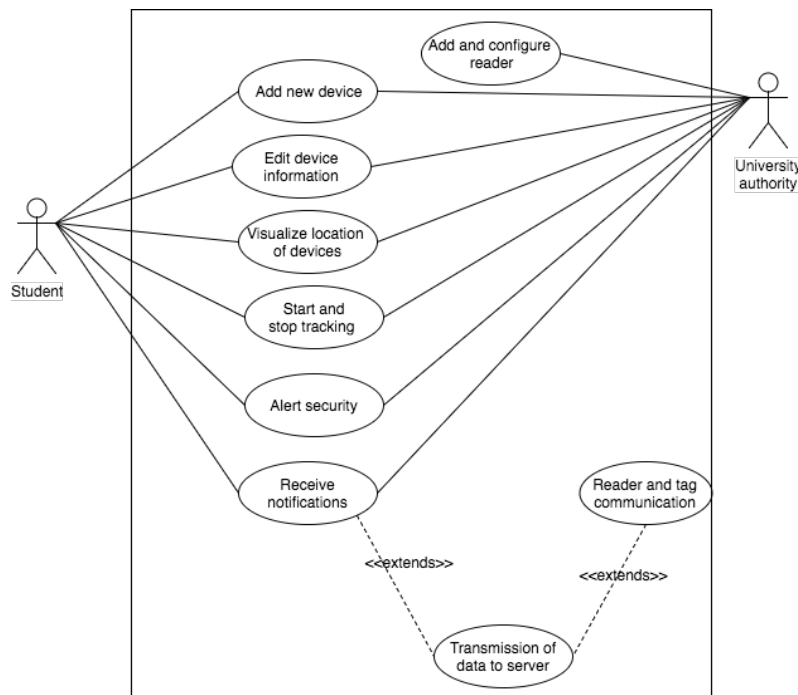 Add and configure
reader
Add new device
Edit device
information
University
authority
Visualize location
of devices
Student
Start and
stop tracking
Alert security
Receive
notifications
Reader and tag
communication
<<extends>>
<<extends>>
Transmission of
data to server